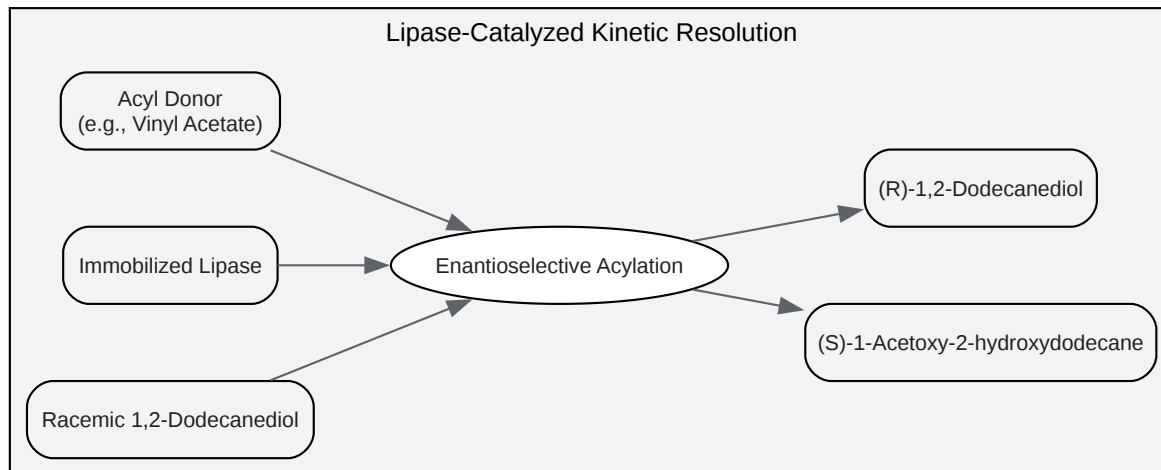 Lipase-Catalyzed Kinetic Resolution
Acyl Donor
(e.g., Vinyl Acetate)
(R)-1,2-Dodecanediol
Immobilized Lipase
Enantioselective Acylation
(S)-1-Acetoxy-2-hydroxydodecane
Racemic 1,2-Dodecanediol